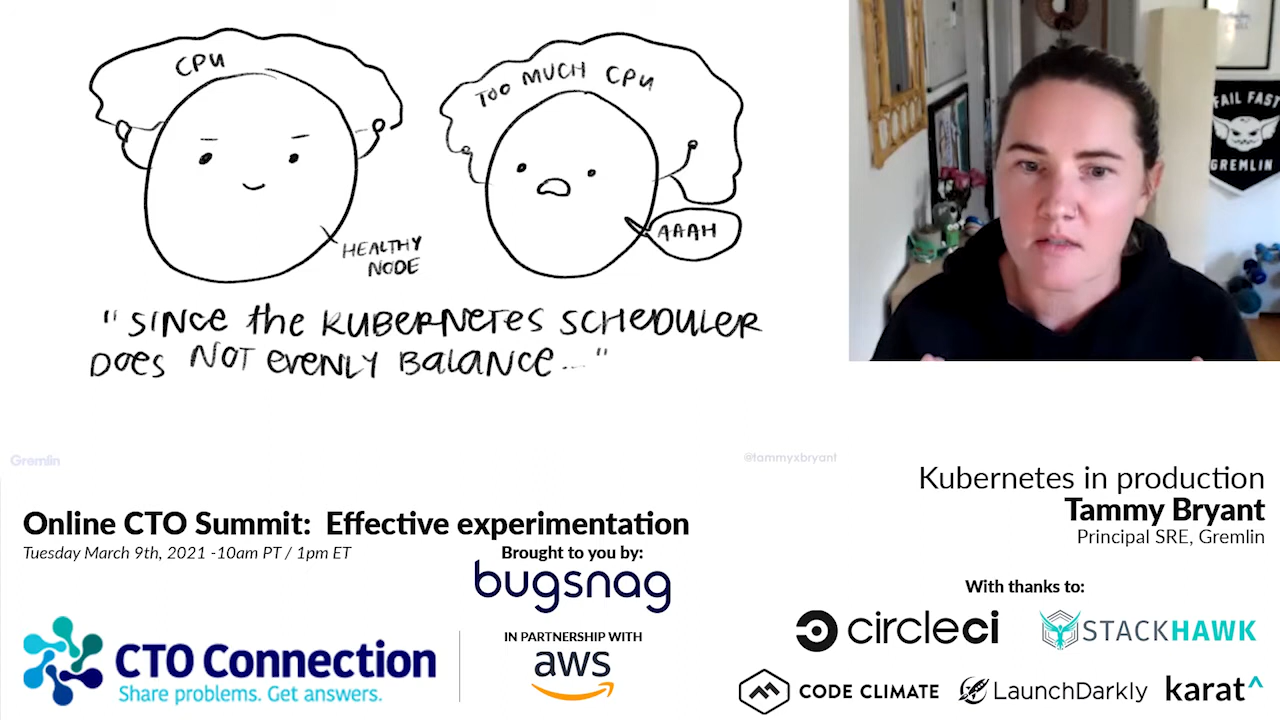 CPU
TOO MUCH CPU
HEALTHY
NODE
AAAH
"SINCE the KUBERNETES SCHEDULER
DOES NOT EVENLY BALANCE..."
FAIL FAST
GREMLIN
Gremlin
@tammyxbryant
Kubernetes in production
Tammy Bryant
Principal SRE, Gremlin
Online CTO Summit: Effective experimentation
Tuesday March 9th, 2021 -10am PT / 1pm ET
Brought to you by:
bugsnag
IN PARTNERSHIP WITH
aws
CTO Connection
Share problems. Get answers.
With thanks to:
circleci
STACKHAWK
CODE CLIMATE
LaunchDarkly
karat^